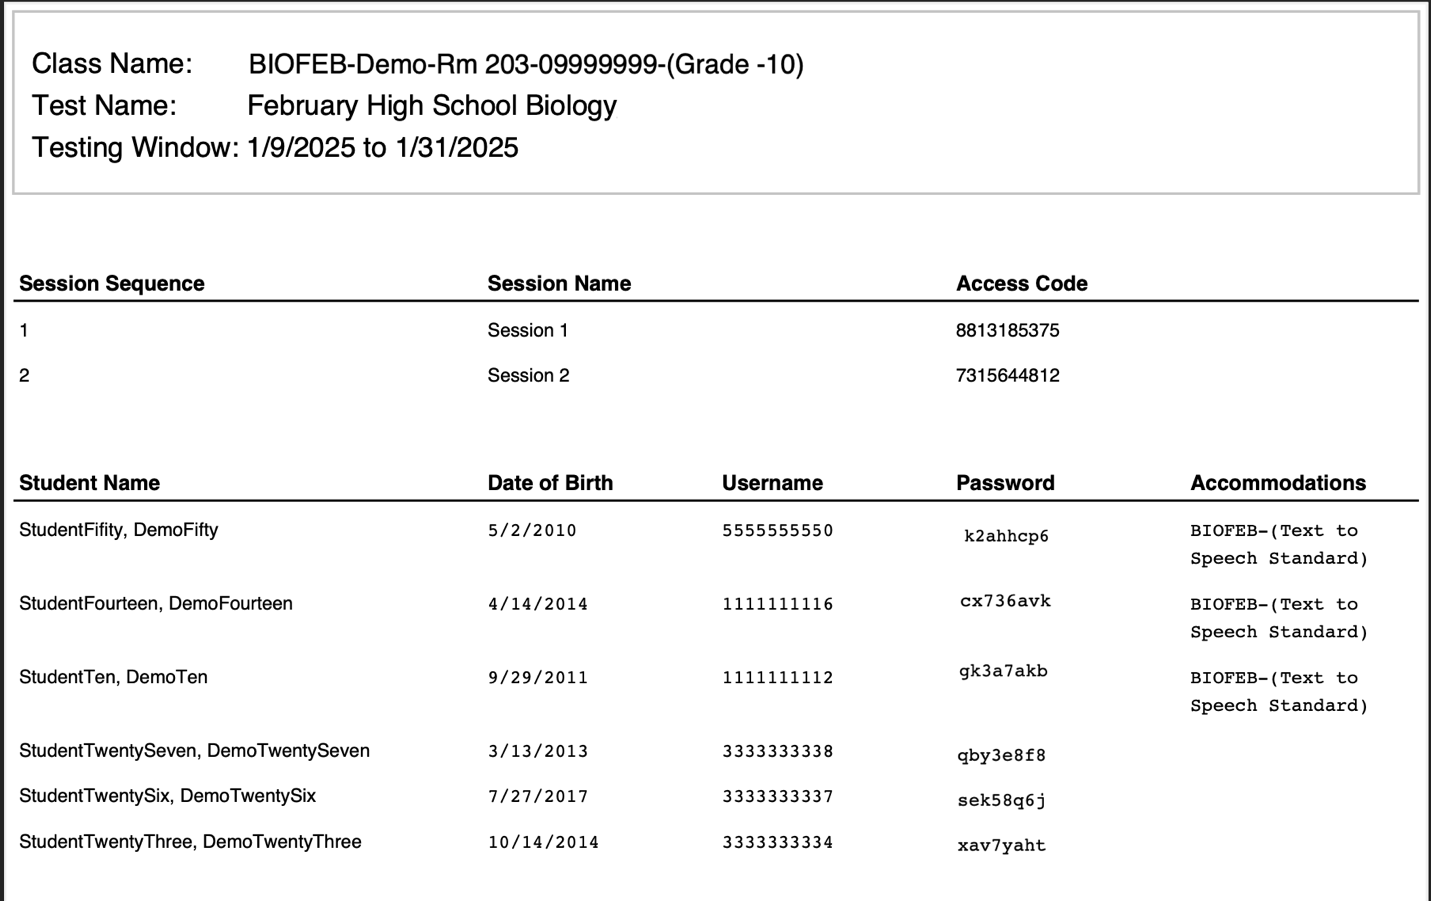 Class Name: BIOFEB-Demo-Rm 203-09999999-(Grade -10)
Test Name: February High School Biology
Testing Window: 1/9/2025 to 1/31/2025
Session Sequence Session Name Access Code
1 Session 1 8813185375
2 Session 2 7315644812
Student Name Date of Birth Username Password Accommodations
StudentFifity, DemoFifty 5/2/2010 5555555550 k2ahhcp6 BIOFEB-(Text to
Speech Standard)
StudentFourteen, DemoFourteen 4/14/2014 1111111116 cx736avk BIOFEB-(Text to
Speech Standard)
StudentTen, DemoTen 9/29/2011 1111111112 gk3a7akb BIOFEB-(Text to
Speech Standard)
StudentTwentySeven, DemoTwentySeven 3/13/2013 3333333338 qby3e8f8
StudentTwentySix, DemoTwentySix 7/27/2017 3333333337 sek58q6j
StudentTwentyThree, DemoTwentyThree 10/14/2014 3333333334 xav7yaht